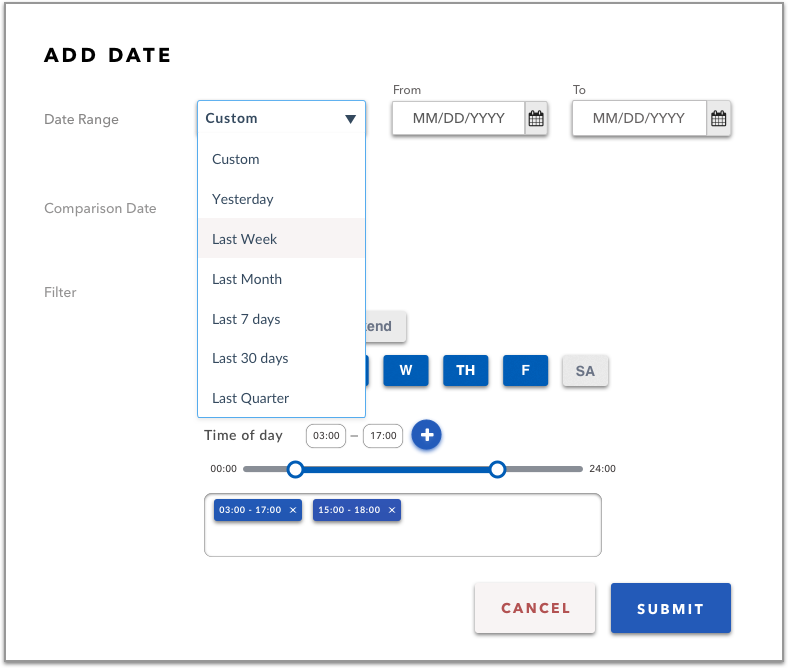 ADD DATE
From
To
Date Range
Custom
MM/DD/YYYY
MM/DD/YYYY
Custom
Yesterday
Comparison Date
Last Week
Last Month
Filter
Last 7 days
Last 30 days
W
TH
F
SA
Last Quarter
Time of day
03:00 – 17:00
00:00
24:00
03:00 - 17:00 ×
15:00 - 18:00 ×
CANCEL
SUBMIT